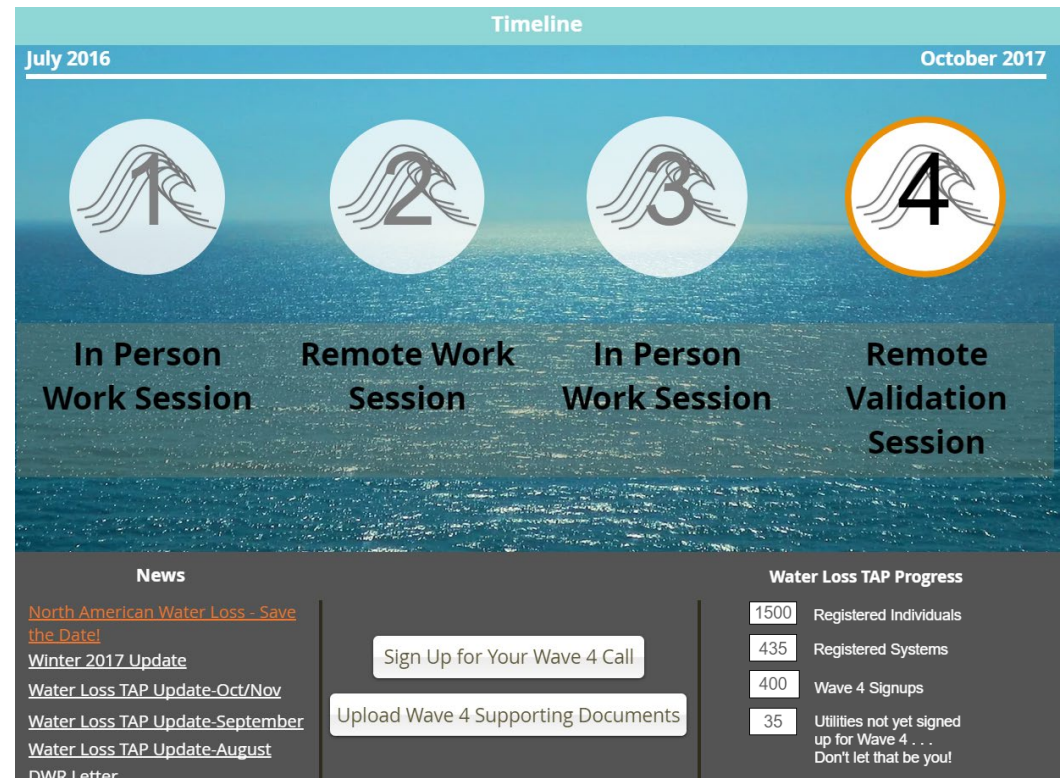 Timeline
July 2016
October 2017
1
2
3
4
In Person
Work Session
Remote Work
Session
In Person
Work Session
Remote
Validation
Session
News
North American Water Loss - Save
the Date!
Winter 2017 Update
Water Loss TAP Update-Oct/Nov
Water Loss TAP Update-September
Water Loss TAP Update-August
DWR Letter
Sign Up for Your Wave 4 Call
Upload Wave 4 Supporting Documents
Water Loss TAP Progress
1500 Registered Individuals
435 Registered Systems
400 Wave 4 Signups
35 Utilities not yet signed
up for Wave 4 . . .
Don't let that be you!